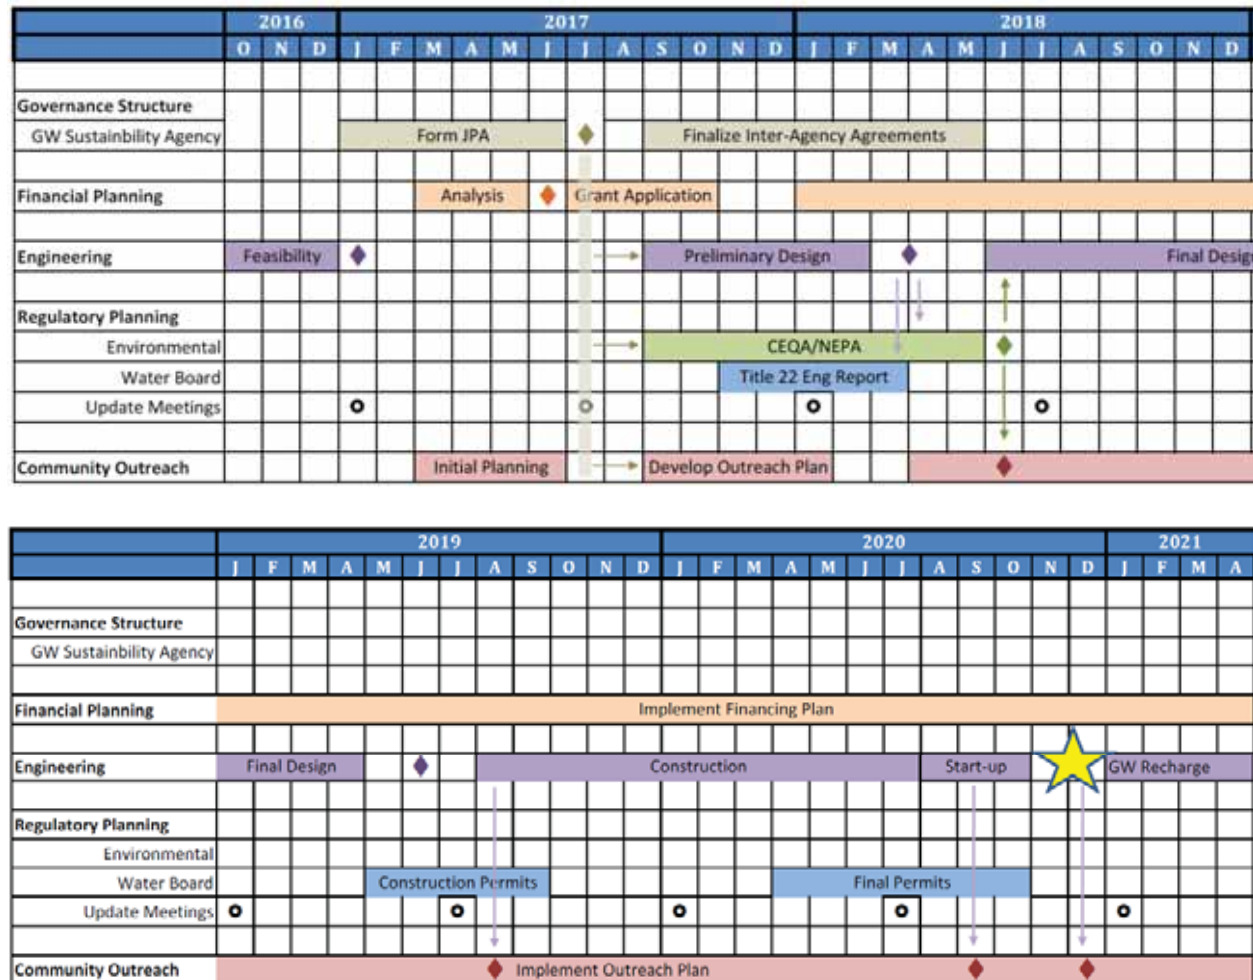 2016 2017 2018
O N D J F M A M J J A S O N D J F M A M J J A S O N D
Governance Structure
GW Sustainbility Agency Form JPA Finalize Inter-Agency Agreements
Financial Planning Analysis Grant Application
Engineering Feasibility Preliminary Design Final Desig
Regulatory Planning
Environmental CEQA/NEPA
Water Board Title 22 Eng Report
Update Meetings
Community Outreach Initial Planning Develop Outreach Plan
2019 2020 2021
J F M A M J J A S O N D J F M A M J J A S O N D J F M A
Governance Structure
GW Sustainbility Agency
Financial Planning Implement Financing Plan
Engineering Final Design Construction Start-up GW Recharge
Regulatory Planning
Environmental
Water Board Construction Permits Final Permits
Update Meetings
Community Outreach Implement Outreach Plan